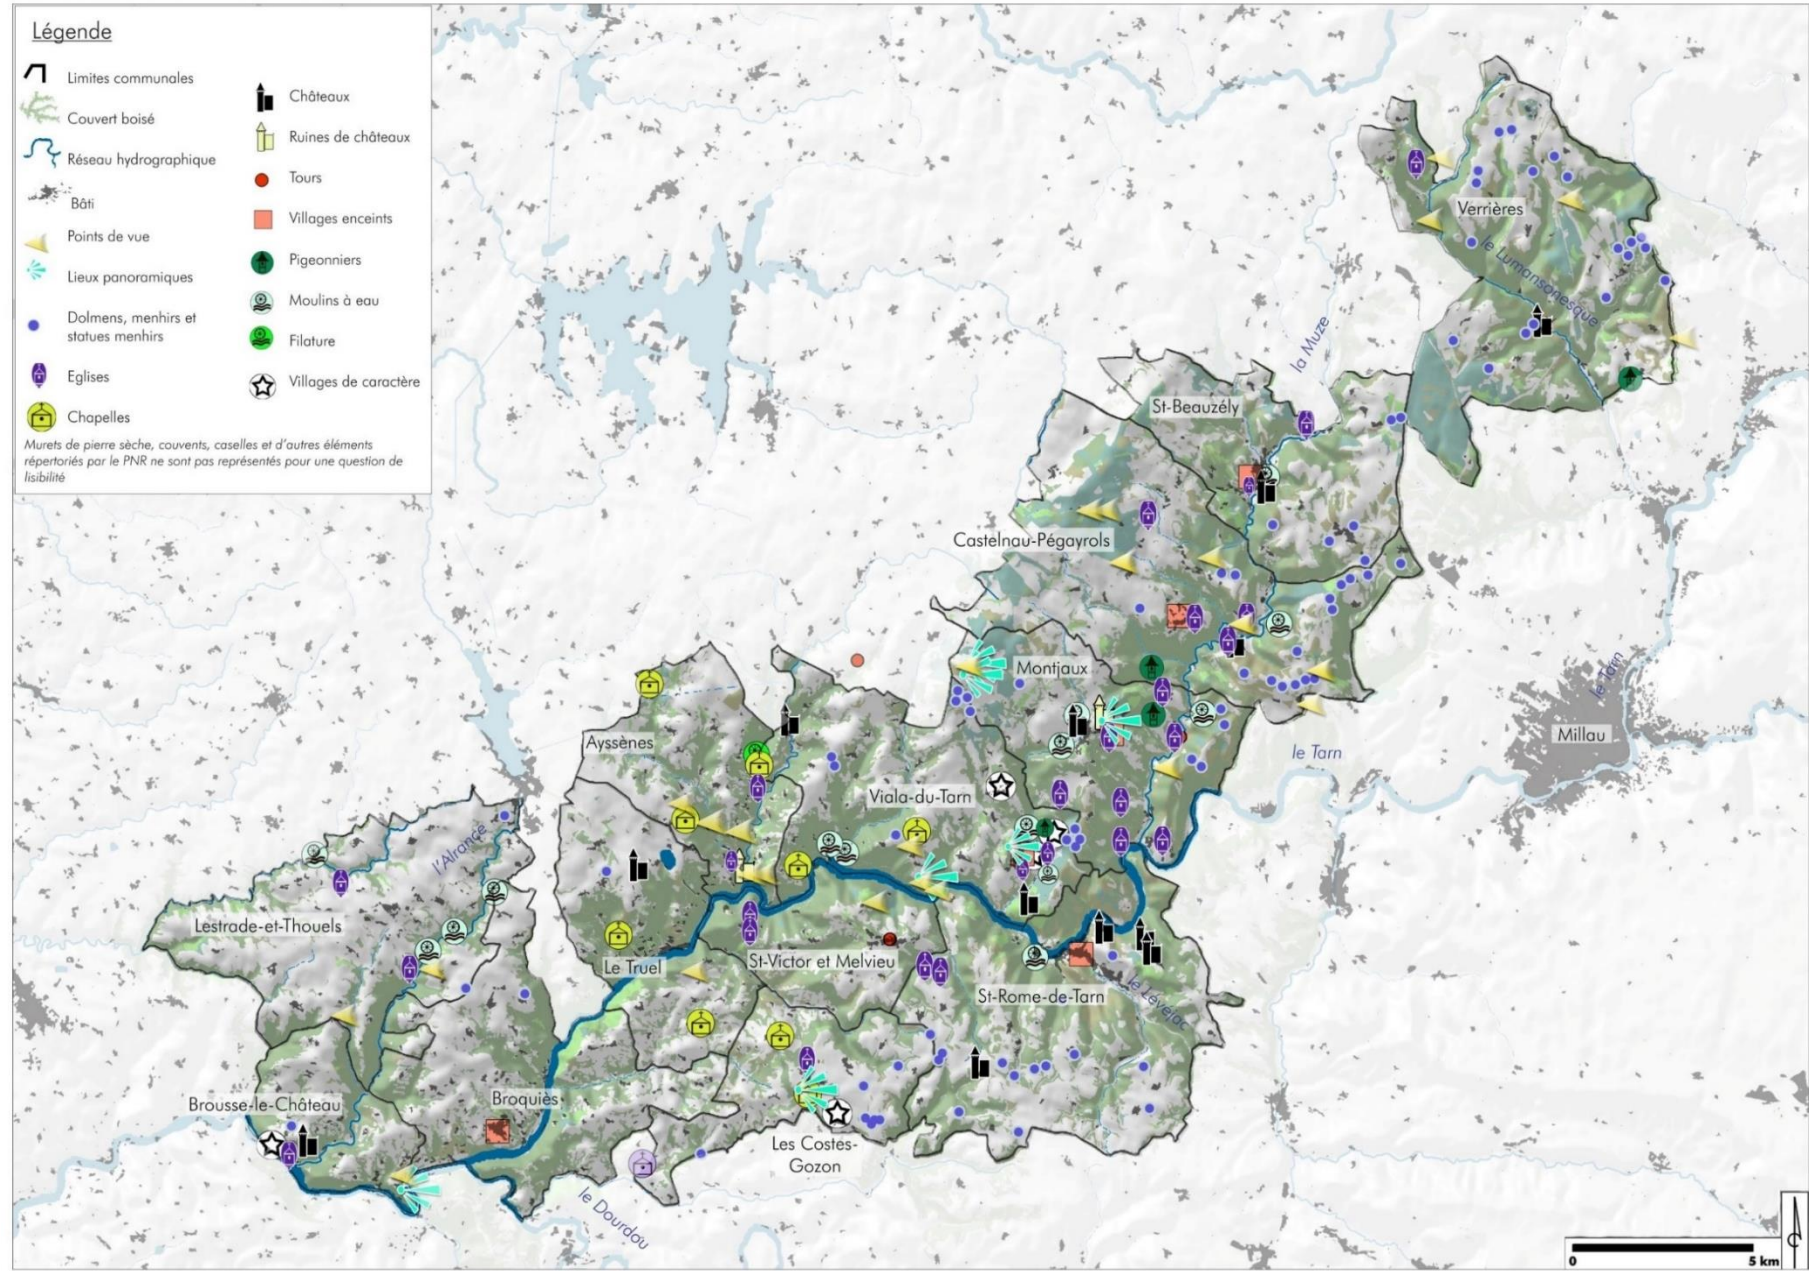 Légende
Limites communales
Couvert boisé
Réseau hydrographique
Bâti
Points de vue
Lieux panoramiques
Dolmens, menhirs et
statues menhirs
Eglises
Chapelles
Châteaux
Ruines de châteaux
Tours
Villages enceints
Pigeonniers
Moulins à eau
Filature
Villages de caractère
Murets de pierre sèche, couvents, caselles et d'autres éléments
répertoriés par le PNR ne sont pas représentés pour une question de
lisibilité
Verrières
le Lumansonesque
la Muze
St-Beauzély
Castelnau-Pégayrols
Montjaux
le Tarn
Millau
le Tarn
Ayssènes
Viala-du-Tarn
l'Alrance
Lestrade-et-Thouels
Le Truel
St-Victor et Melvieu
St-Rome-de-Tarn
le Levejac
Brousse-le-Château
Broquiès
Les Costes-
Gozon
le Dourdou
0 5 km